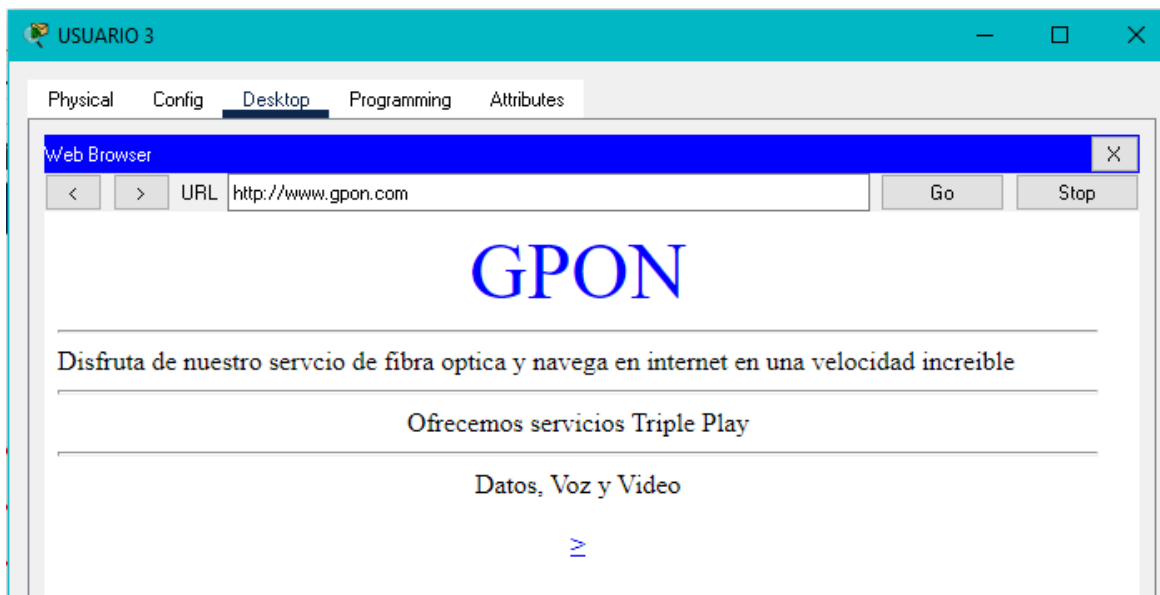 USUARIO 3
Physical Config Desktop Programming Attributes
Web Browser X
< > URL http://www.gpon.com Go Stop
GPON
Disfruta de nuestro servcio de fibra optica y navega en internet en una velocidad increible
Ofrecemos servicios Triple Play
Datos, Voz y Video
>